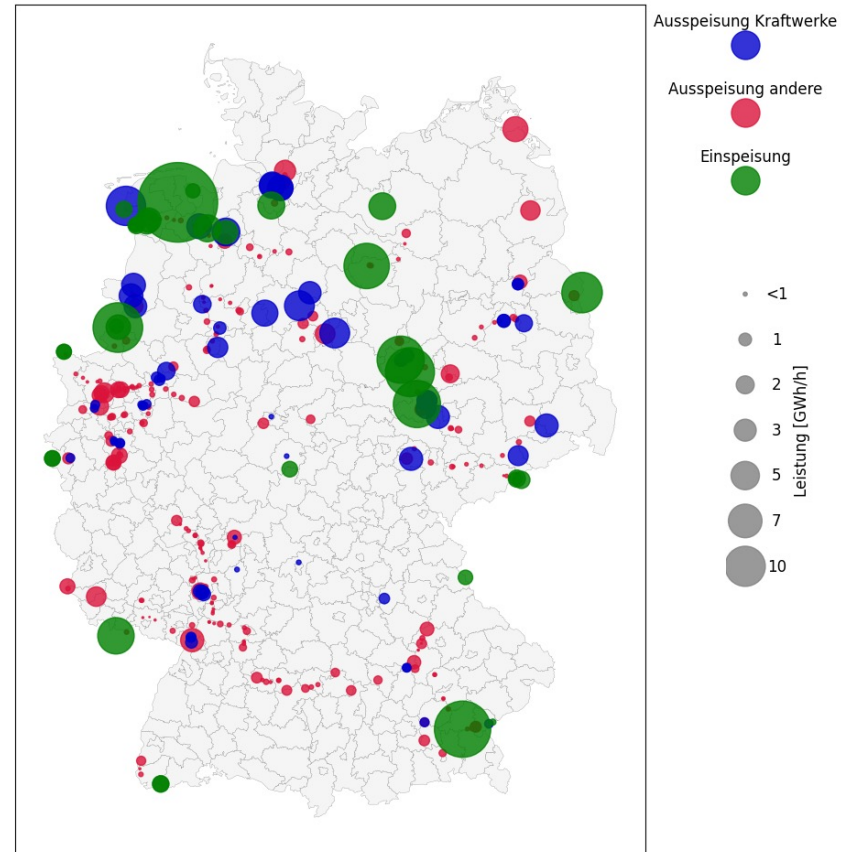 Ausspeisung Kraftwerke
Ausspeisung andere
Einspeisung
<1
1
2
3
5
7
10
Leistung [GWh/h]